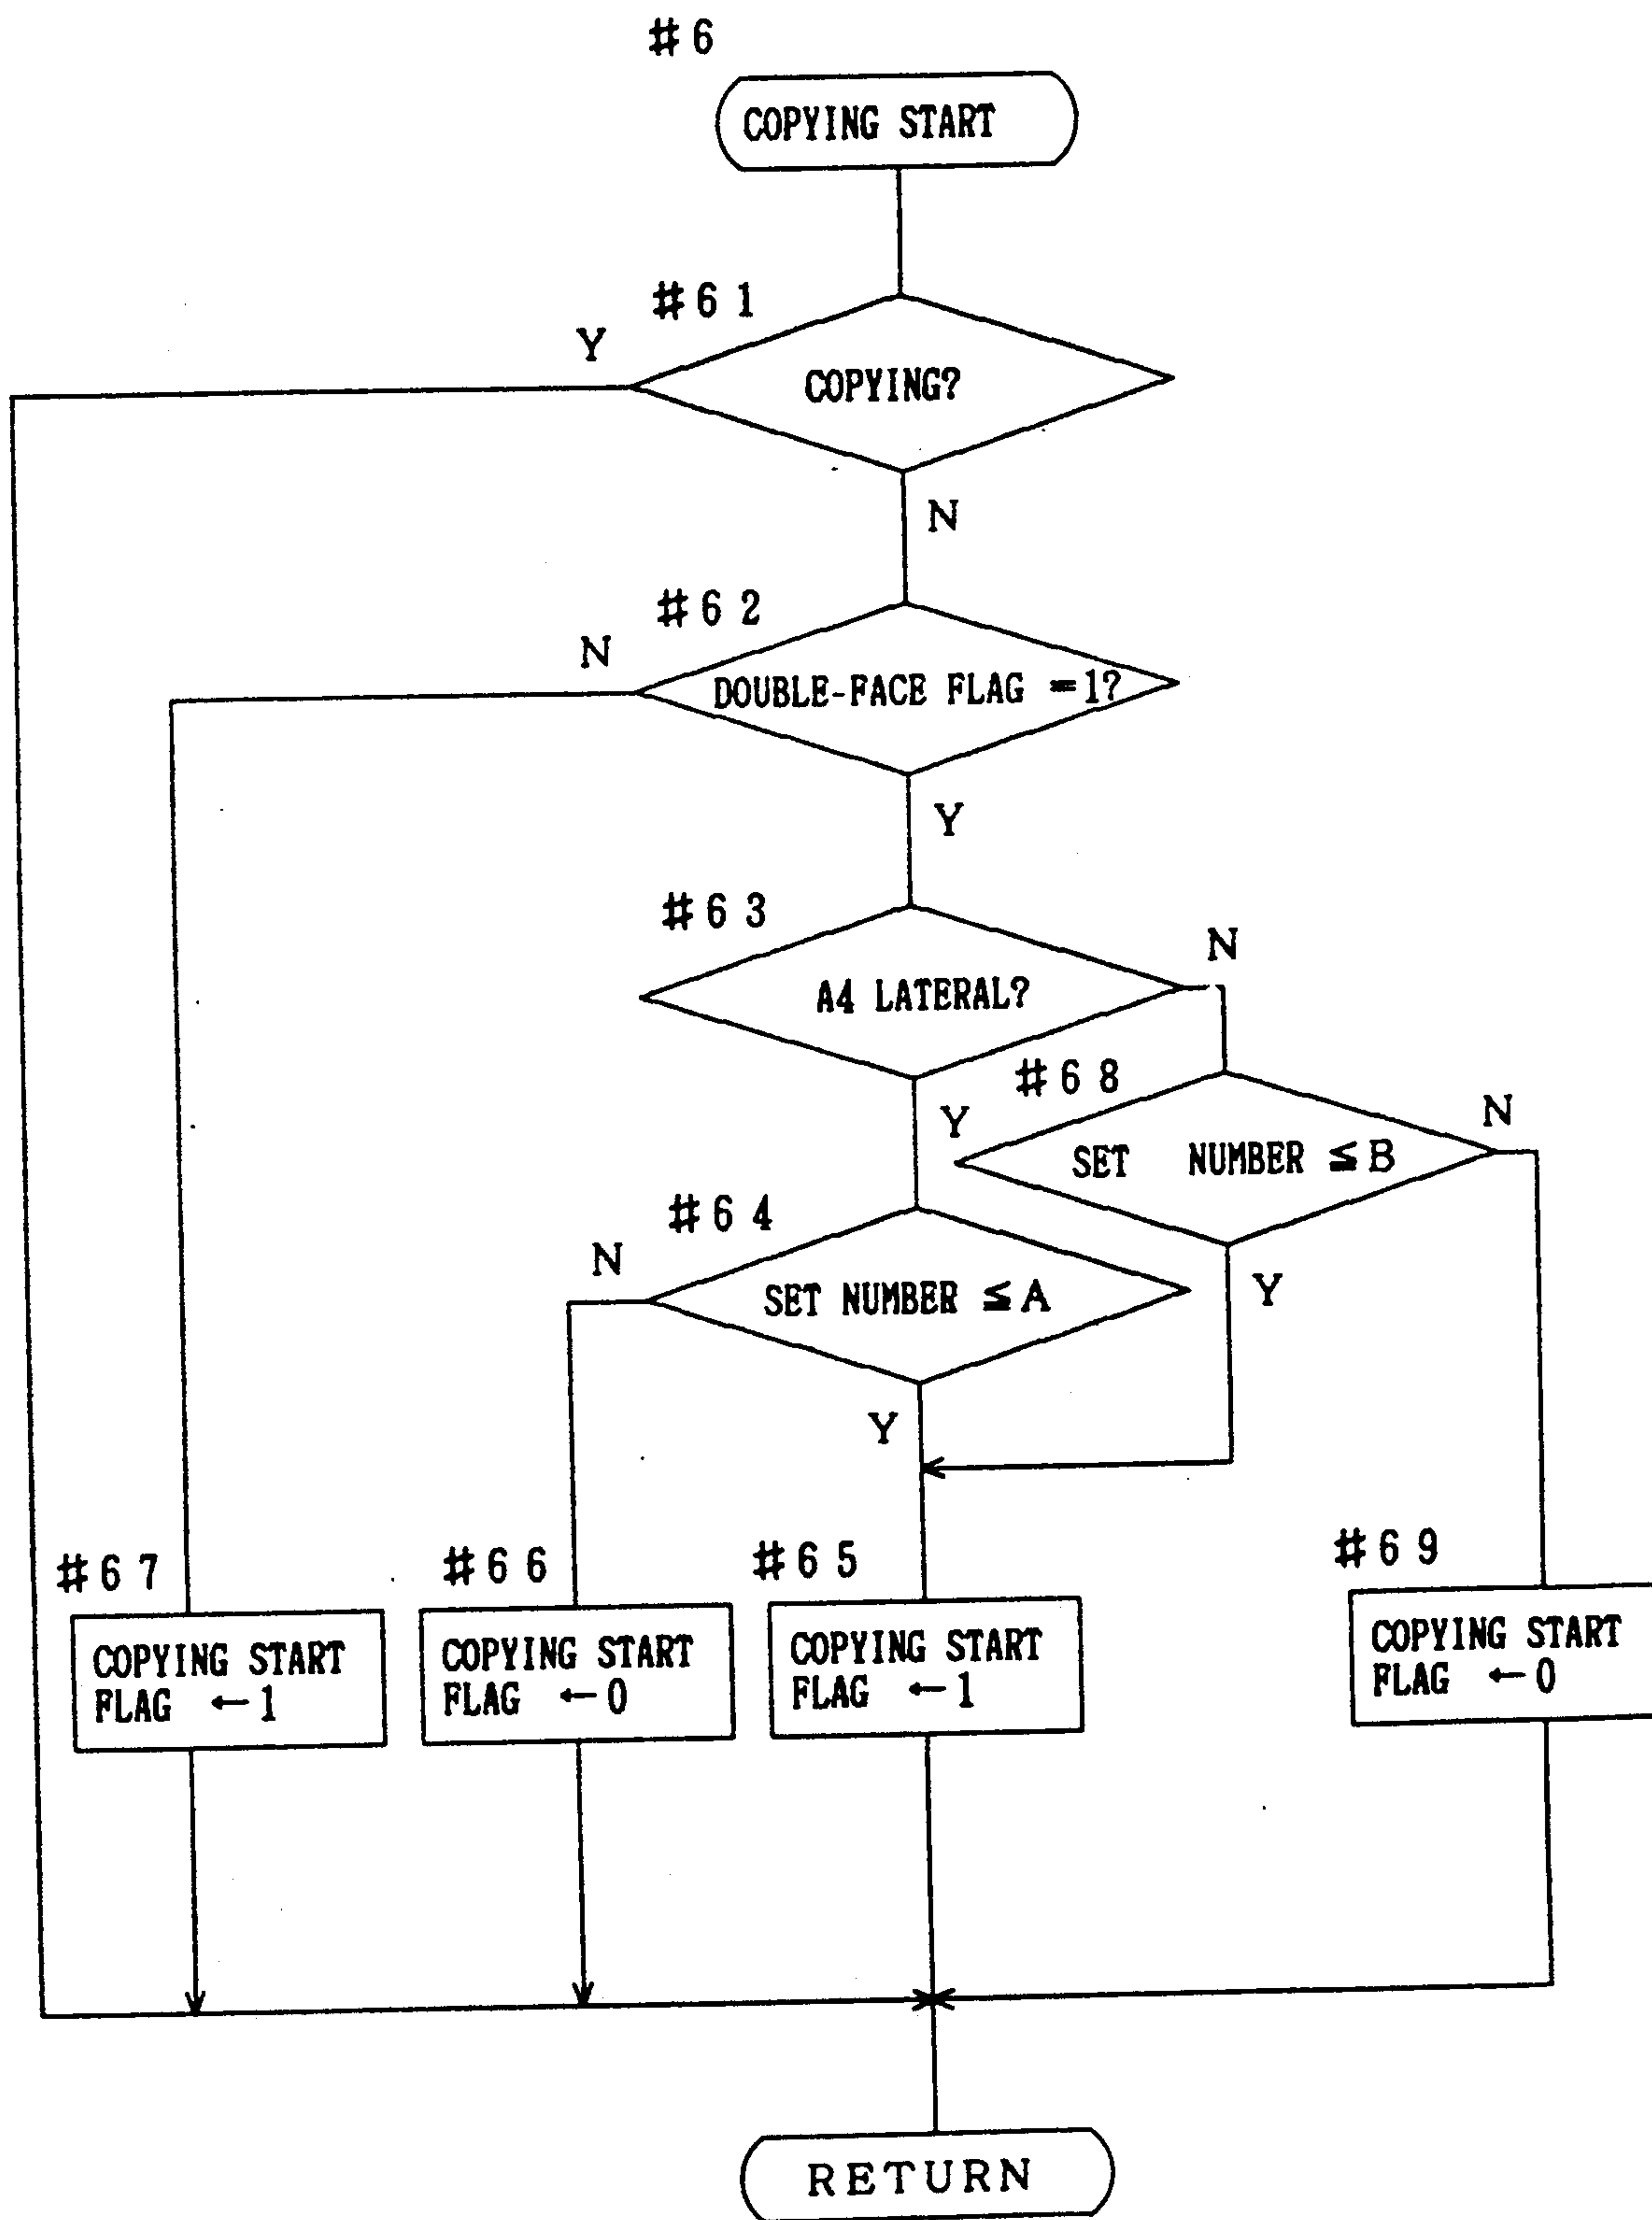 #6
COPYING START
#61
Y
COPYING?
N
#62
N
DOUBLE-FACE FLAG =1?
Y
#63
N
A4 LATERAL?
#68
Y
N
SET NUMBER ≦B
#64
N
Y
SET NUMBER ≦A
Y
#67
#66
#65
#69
COPYING START
FLAG ←1
COPYING START
FLAG ←0
COPYING START
FLAG ←1
COPYING START
FLAG ←0
RETURN